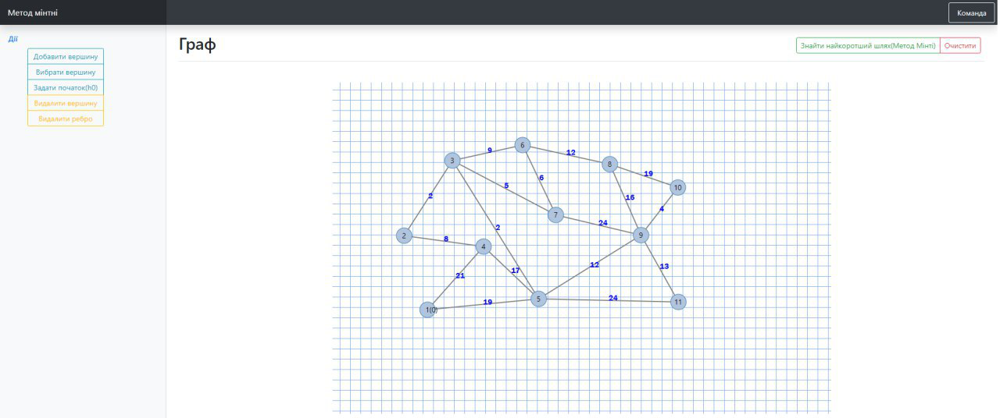 Метод мінтні
Команда
Дії
Добавити вершину
Вибрати вершину
Задати початок(h0)
Видалити вершину
Видалити ребро
Граф
Знайти найкоротший шлях(Метод Мінті)
Очистити
6
9
12
3
8
19
6
5
10
2
16
4
7
24
2
2
9
8
4
12
13
17
21
5
24
11
19
1(0)